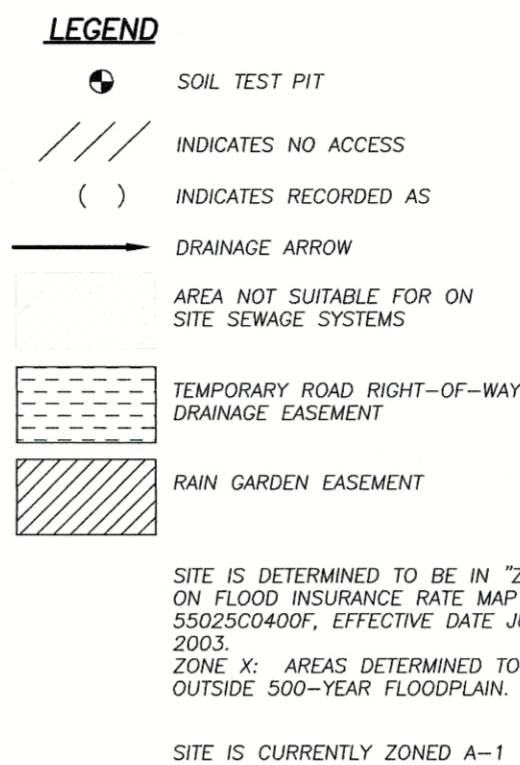 LEGEND
SOIL TEST PIT
INDICATES NO ACCESS
( ) INDICATES RECORDED AS
DRAINAGE ARROW
AREA NOT SUITABLE FOR ON
SITE SEWAGE SYSTEMS
TEMPORARY ROAD RIGHT-OF-WAY
DRAINAGE EASEMENT
RAIN GARDEN EASEMENT
SITE IS DETERMINED TO BE IN "Z
ON FLOOD INSURANCE RATE MAP
55025C0400F, EFFECTIVE DATE JU
2003.
ZONE X: AREAS DETERMINED TO
OUTSIDE 500-YEAR FLOODPLAIN.
SITE IS CURRENTLY ZONED A-1